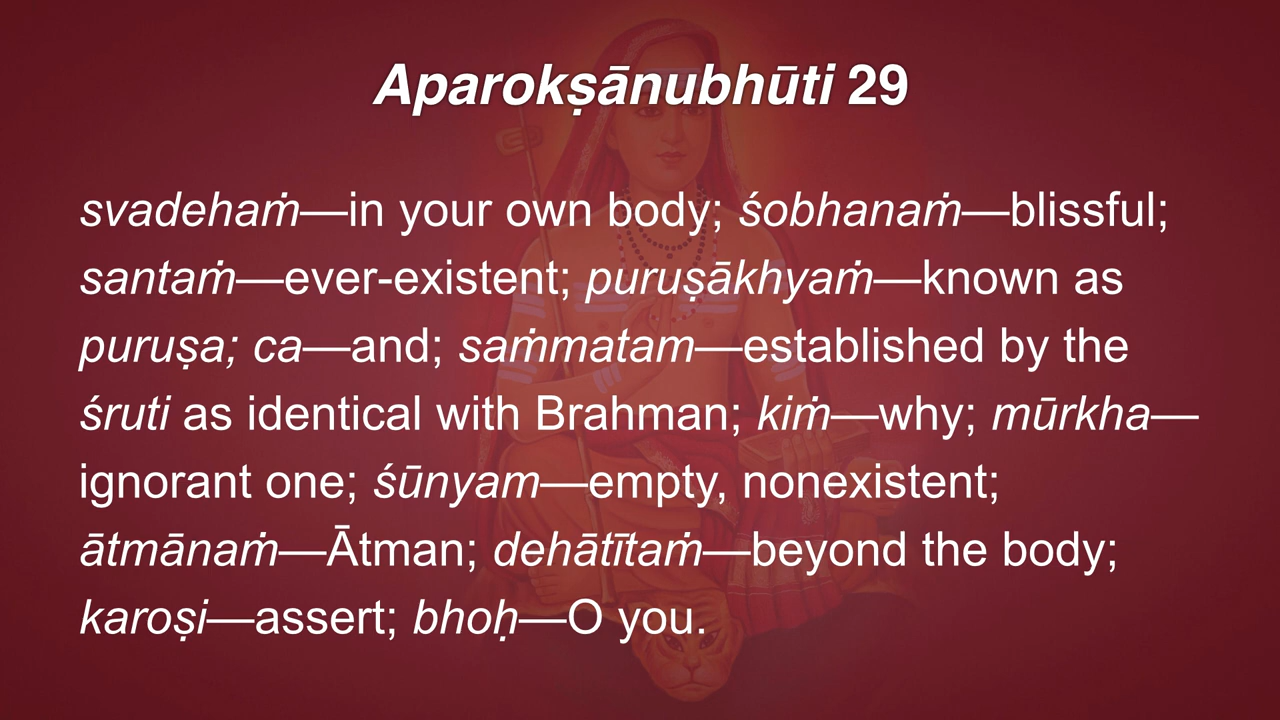 Aparokṣānubhūti 29
svadehaṁ—in your own body; śobhanaṁ—blissful;
santaṁ—ever-existent; puruṣākhyaṁ—known as
puruṣa; ca—and; saṁmatam—established by the
śruti as identical with Brahman; kiṁ—why; mūrkha—
ignorant one; śūnyam—empty, nonexistent;
ātmānaṁ—Ātman; dehātītaṁ—beyond the body;
karoṣi—assert; bhoḥ—O you.